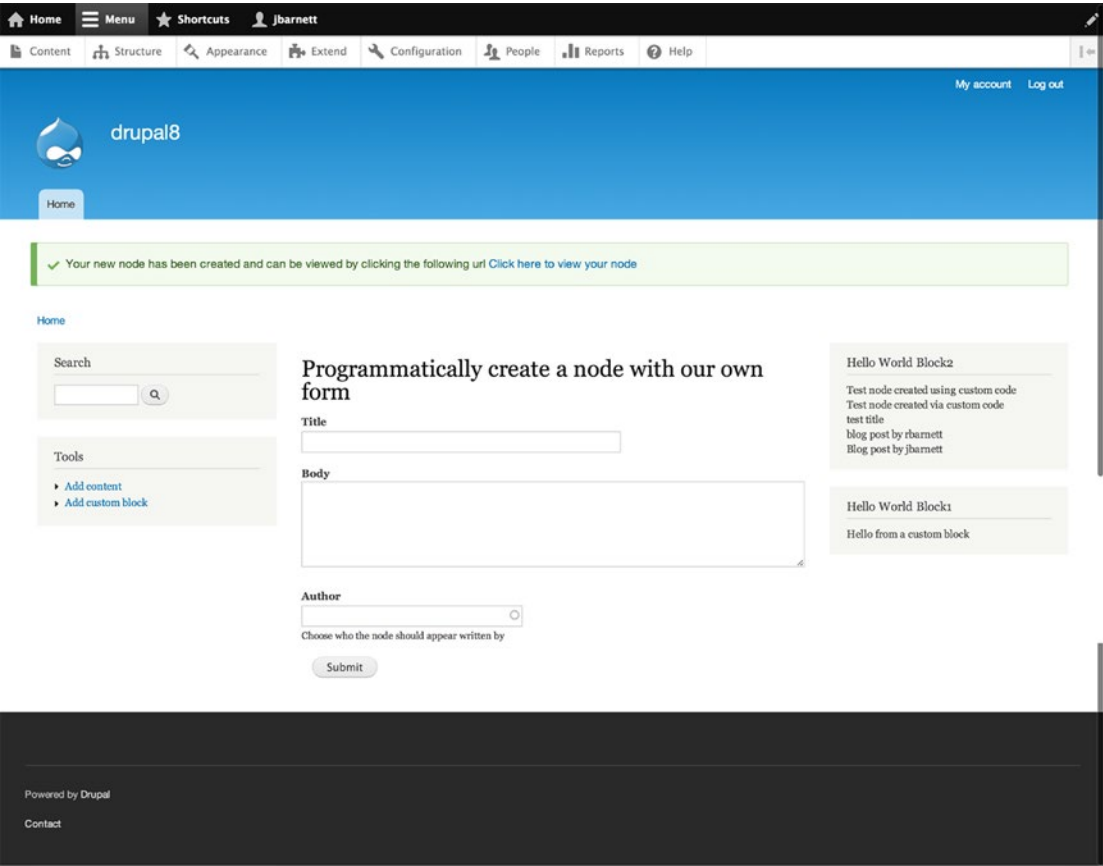 Home Menu Shortcuts jbarnett
Content Structure Appearance Extend Configuration People Reports Help
My account Log out
drupal8
Home
Your new node has been created and can be viewed by clicking the following url Click here to view your node
Home
Search
Tools
Add content
Add custom block
Programmatically create a node with our own
form
Title
Body
Author
Choose who the node should appear written by
Submit
Hello World Block2
Test node created using custom code
Test node created via custom code
test title
blog post by rbarnett
Blog post by jbarnett
Hello World Block1
Hello from a custom block
Powered by Drupal
Contact